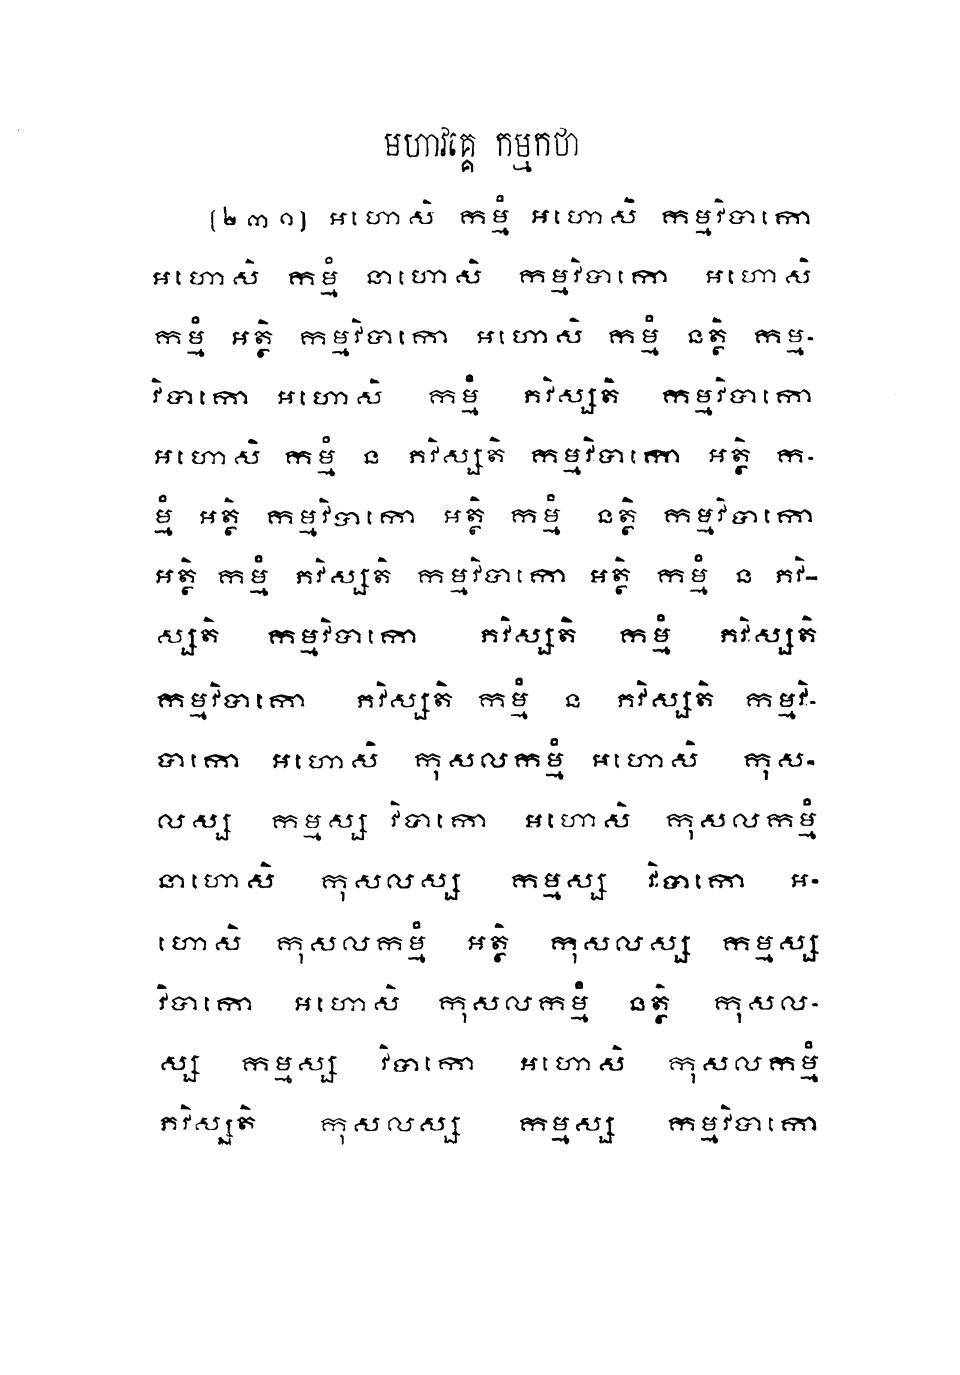 មហាវគ្គេ កម្មកថា
(២៣១) អហោសិ កម្មំ អហោសិ កម្មវិបាកោ
អហោសិ កម្មំ នាហោសិ កម្មវិបាកោ អហោសិ
កម្មំ អត្ថិ កម្មវិបាកោ អហោសិ កម្មំ នត្ថិ កម្ម-
វិបាកោ អហោសិ កម្មំ ភវិស្សតិ កម្មវិបាកោ
អហោសិ កម្មំ ន ភវិស្សតិ កម្មវិបាកោ អត្ថិ ក-
ម្មំ អត្ថិ កម្មវិបាកោ អត្ថិ កម្មំ នត្ថិ កម្មវិបាកោ
អត្ថិ កម្មំ ភវិស្សតិ កម្មវិបាកោ អត្ថិ កម្មំ ន ភវិ-
ស្សតិ កម្មវិបាកោ ភវិស្សតិ កម្មំ ភវិស្សតិ
កម្មវិបាកោ ភវិស្សតិ កម្មំ ន ភវិស្សតិ កម្មវិ-
បាកោ អហោសិ កុសលកម្មំ អហោសិ កុស-
លស្ស កម្មស្ស វិបាកោ អហោសិ កុសលកម្មំ
នាហោសិ កុសលស្ស កម្មស្ស វិបាកោ អ-
ហោសិ កុសលកម្មំ អត្ថិ កុសលស្ស កម្មស្ស
វិបាកោ អហោសិ កុសលកម្មំ នត្ថិ កុសល-
ស្ស កម្មស្ស វិបាកោ អហោសិ កុសលកម្មំ
ភវិស្សតិ កុសលស្ស កម្មស្ស កម្មវិបាកោ